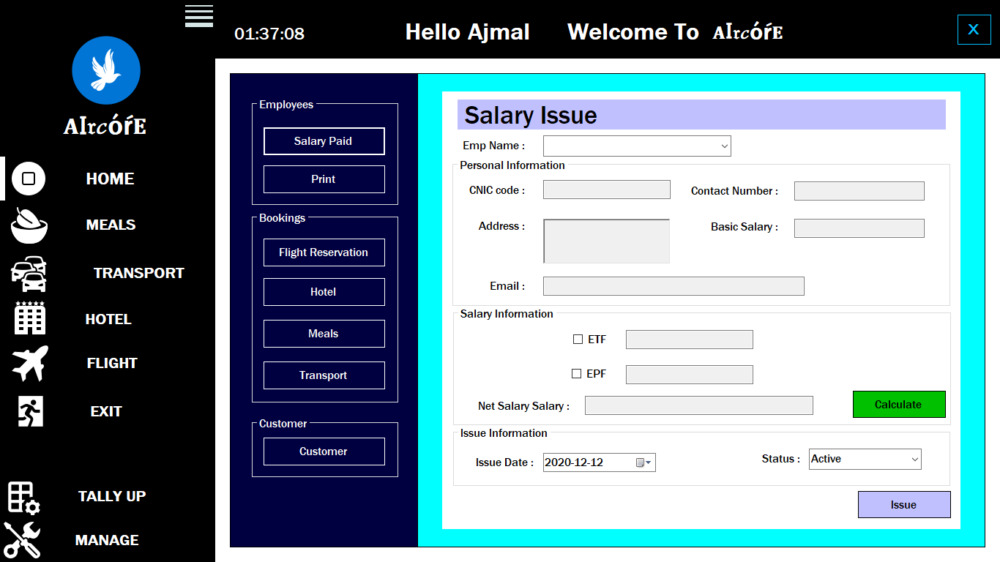 01:37:08
Hello Ajmal
Welcome To AIrcóŕE
X
AIrcóŕE
HOME
MEALS
TRANSPORT
HOTEL
FLIGHT
EXIT
TALLY UP
MANAGE
Employees
Salary Paid
Print
Bookings
Flight Reservation
Hotel
Meals
Transport
Customer
Customer
Salary Issue
Emp Name :
Personal Information
CNIC code :
Contact Number :
Address :
Basic Salary :
Email :
Salary Information
ETF
EPF
Net Salary Salary :
Calculate
Issue Information
Issue Date : 2020-12-12
Status : Active
Issue